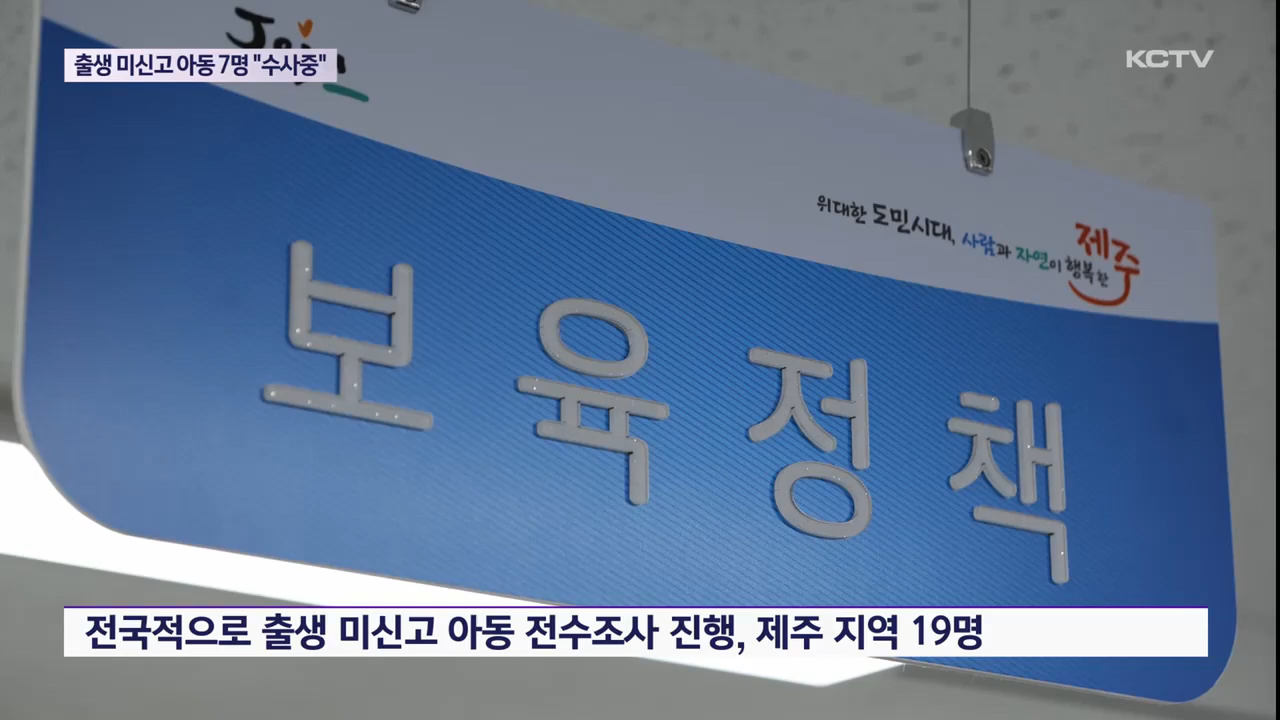 출생 미신고 아동 7명 "수사중"
KCTV
위대한 도민시대, 사람과 자연이 행복한 제주
보육정책
전국적으로 출생 미신고 아동 전수조사 진행, 제주 지역 19명